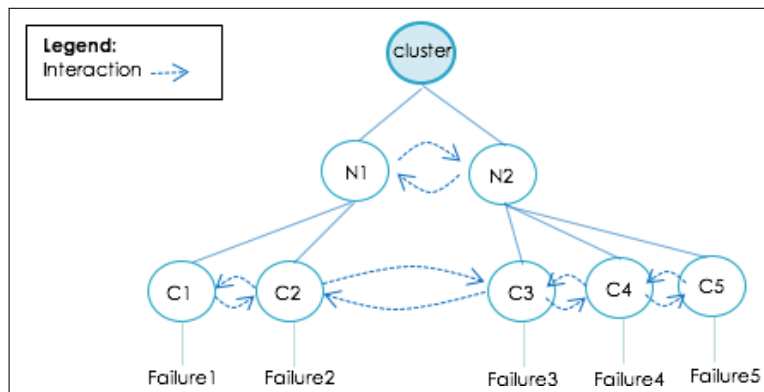 Legend:
Interaction
cluster
N1
N2
C1
C2
C3
C4
C5
Failure1
Failure2
Failure3
Failure4
Failure5